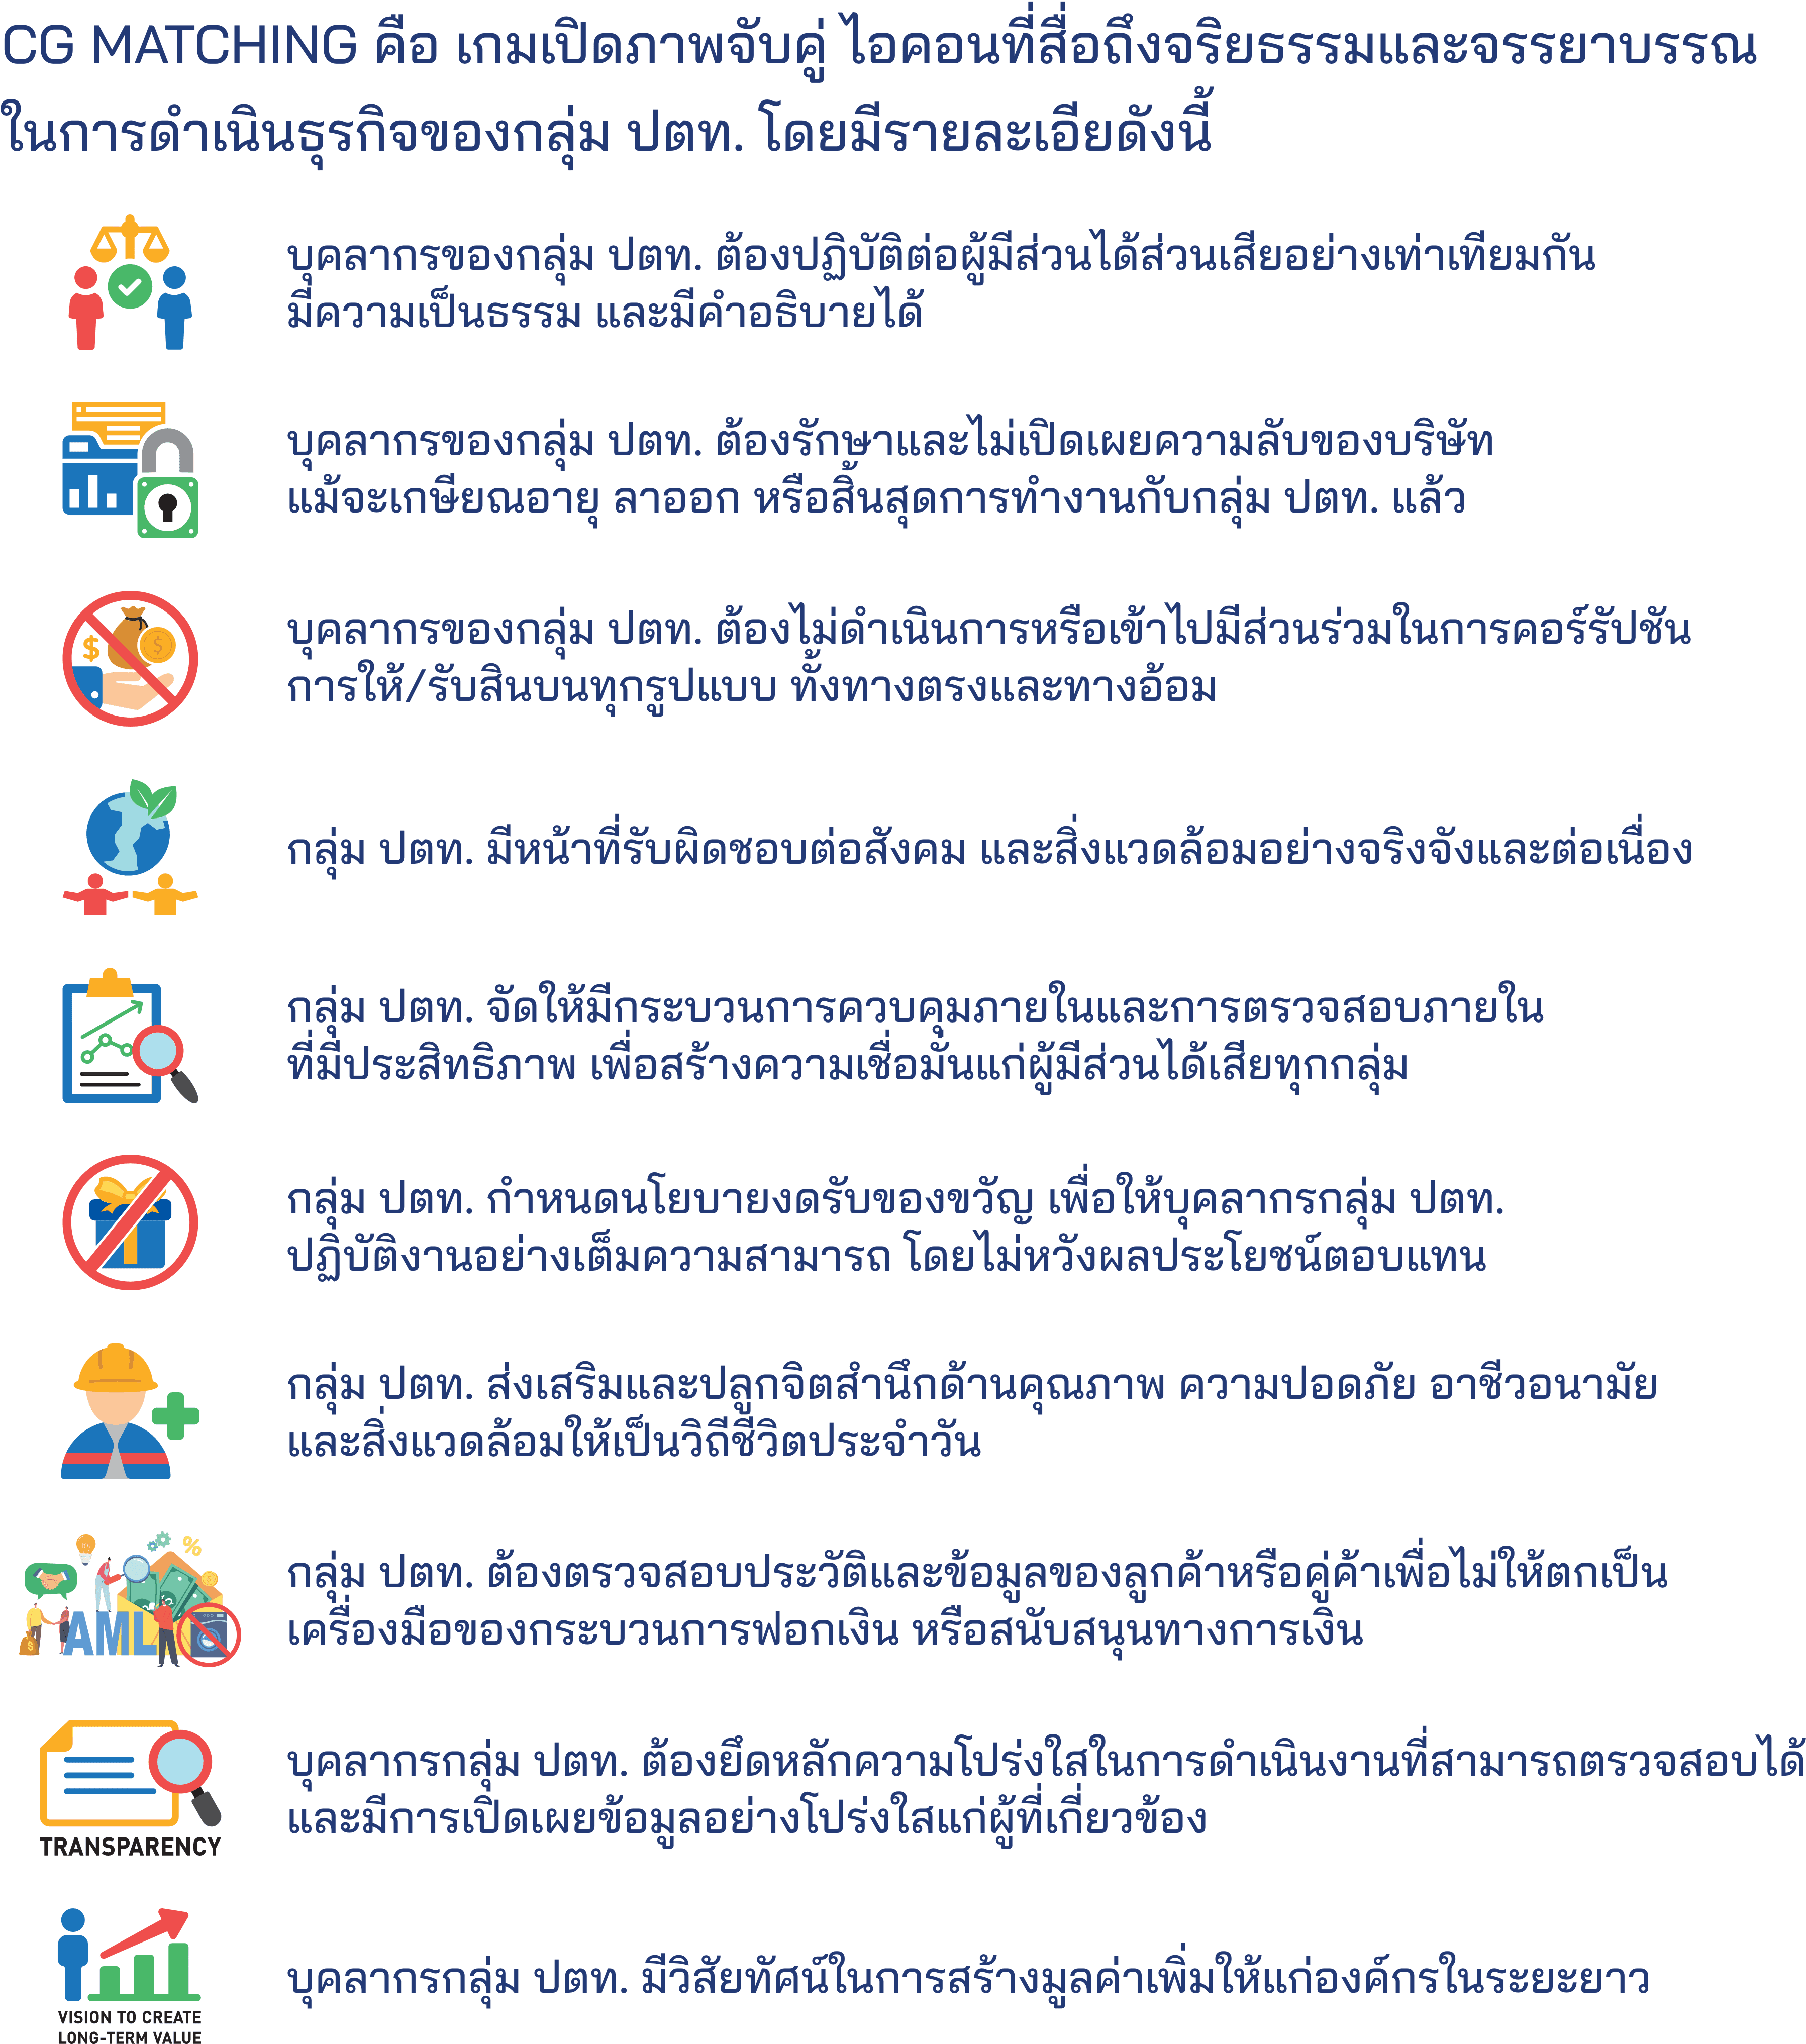 CG MATCHING คือ เกมเปิดภาพจับคู่ ไอคอนที่สื่อถึงจริยธรรมและจรรยาบรรณ
ในการดำเนินธุรกิจของกลุ่ม ปตท. โดยมีรายละเอียดังนี้
บุคลากรของกลุ่ม ปตท. ต้องปฏิบัติต่อผู้มีส่วนได้ส่วนเสียอย่างเท่าเทียมกัน
มีความเป็นธรรม และมีคำอธิบายได้
บุคลากรของกลุ่ม ปตท. ต้องรักษาและไม่เปิดเผยความลับของบริษัท
แม้จะเกษียณอายุ ลาออก หรือสิ้นสุดการทำงานกับกลุ่ม ปตท. แล้ว
$
$
บุคลากรของกลุ่ม ปตท. ต้องไม่ดำเนินการหรือเข้าไปมีส่วนร่วมในการคอร์รัปชัน
การให้/รับสินบนทุกรูปแบบ ทั้งทางตรงและทางอ้อม
กลุ่ม ปตท. มีหน้าที่รับผิดชอบต่อสังคม และสิ่งแวดล้อมอย่างจริงจังและต่อเนื่อง
กลุ่ม ปตท. จัดให้มีกระบวนการควบคุมภายในและการตรวจสอบภายใน
ที่มีประสิทธิภาพ เพื่อสร้างความเชื่อมั่นแก่ผู้มีส่วนได้เสียทุกกลุ่ม
กลุ่ม ปตท. กำหนดนโยบายงดรับของขวัญ เพื่อให้บุคลากรกลุ่ม ปตท.
ปฏิบัติงานอย่างเต็มความสามารถ โดยไม่หวังผลประโยชน์ตอบแทน
กลุ่ม ปตท. ส่งเสริมและปลูกจิตสำนึกด้านคุณภาพ ความปอดภัย อาชีวอนามัย
และสิ่งแวดล้อมให้เป็นวิถีชีวิตประจำวัน
%
$
AML
กลุ่ม ปตท. ต้องตรวจสอบประวัติและข้อมูลของลูกค้าหรือคู่ค้าเพื่อไม่ให้ตกเป็น
เครื่องมือของกระบวนการฟอกเงิน หรือสนับสนุนทางการเงิน
TRANSPARENCY
บุคลากรกลุ่ม ปตท. ต้องยึดหลักความโปร่งใสในการดำเนินงานที่สามารถตรวจสอบได้
และมีการเปิดเผยข้อมูลอย่างโปร่งใสแก่ผู้ที่เกี่ยวข้อง
VISION TO CREATE
LONG-TERM VALUE
บุคลากรกลุ่ม ปตท. มีวิสัยทัศน์ในการสร้างมูลค่าเพิ่มให้แก่องค์กรในระยะยาว